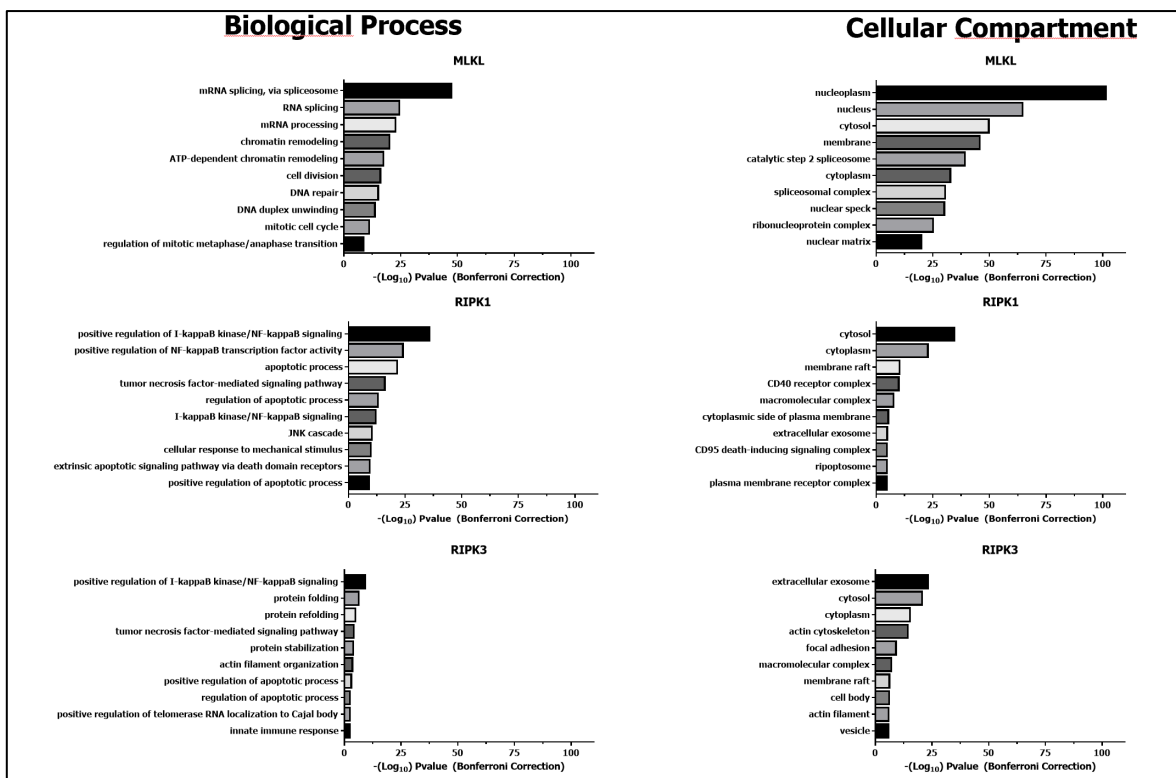 Biological Process
MLKL
mRNA splicing, via spliceosome
RNA splicing
mRNA processing
chromatin remodeling
ATP-dependent chromatin remodeling
cell division
DNA repair
DNA duplex unwinding
mitotic cell cycle
regulation of mitotic metaphase/anaphase transition
0 25 50 75 100
-(Log10) Pvalue (Bonferroni Correction)
RIPK1
positive regulation of I-kappaB kinase/NF-kappaB signaling
positive regulation of NF-kappaB transcription factor activity
apoptotic process
tumor necrosis factor-mediated signaling pathway
regulation of apoptotic process
I-kappaB kinase/NF-kappaB signaling
JNK cascade
cellular response to mechanical stimulus
extrinsic apoptotic signaling pathway via death domain receptors
positive regulation of apoptotic process
0 25 50 75 100
-(Log10) Pvalue (Bonferroni Correction)
RIPK3
positive regulation of I-kappaB kinase/NF-kappaB signaling
protein folding
protein refolding
tumor necrosis factor-mediated signaling pathway
protein stabilization
actin filament organization
positive regulation of apoptotic process
regulation of apoptotic process
positive regulation of telomerase RNA localization to Cajal body
innate immune response
0 25 50 75 100
-(Log10) Pvalue (Bonferroni Correction)
Cellular Compartment
MLKL
nucleoplasm
nucleus
cytosol
membrane
catalytic step 2 spliceosome
cytoplasm
spliceosomal complex
nuclear speck
ribonucleoprotein complex
nuclear matrix
0 25 50 75 100
-(Log10) Pvalue (Bonferroni Correction)
RIPK1
cytosol
cytoplasm
membrane raft
CD40 receptor complex
macromolecular complex
cytoplasmic side of plasma membrane
extracellular exosome
CD95 death-inducing signaling complex
ripoptosome
plasma membrane receptor complex
0 25 50 75 100
-(Log10) Pvalue (Bonferroni Correction)
RIPK3
extracellular exosome
cytosol
cytoplasm
actin cytoskeleton
focal adhesion
macromolecular complex
membrane raft
cell body
actin filament
vesicle
0 25 50 75 100
-(Log10) Pvalue (Bonferroni Correction)